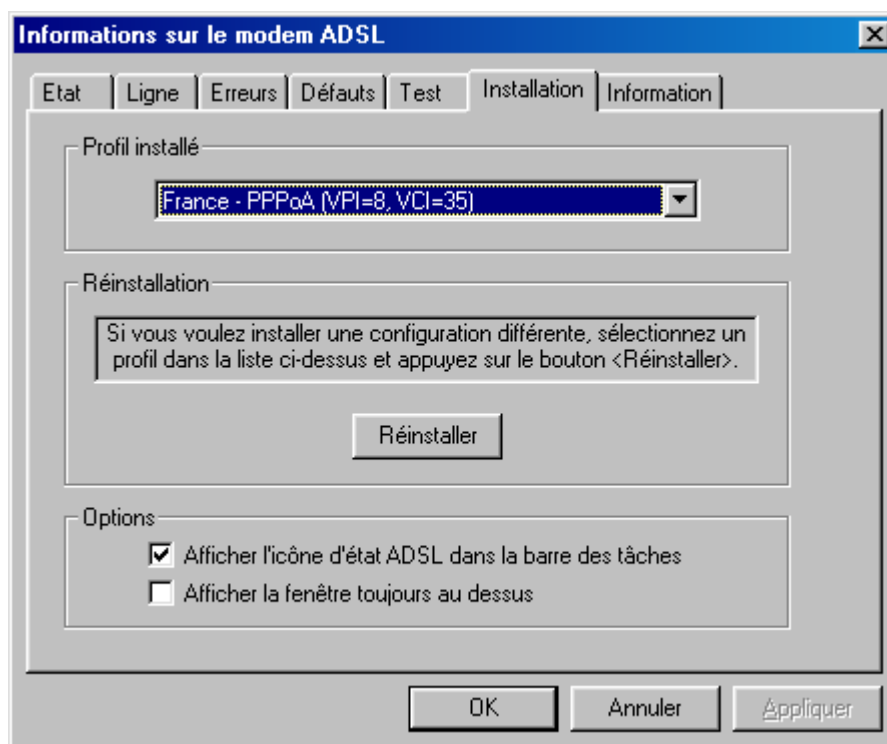 Informations sur le modem ADSL
Etat Ligne Erreurs Défauts Test Installation Information
Profil installé
France - PPPoA (VPI=8, VCI=35)
Réinstallation
Si vous voulez installer une configuration différente, sélectionnez un
profil dans la liste ci-dessus et appuyez sur le bouton <Réinstaller>.
Réinstaller
Options
Afficher l'icône d'état ADSL dans la barre des tâches
Afficher la fenêtre toujours au dessus
OK Annuler Appliquer